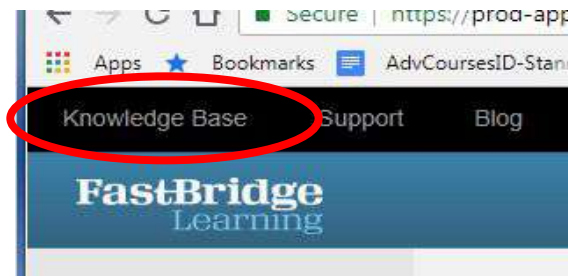 Secure https://prod-app
Apps Bookmarks AdvCoursesID-Stan
Knowledge Base Support Blog
FastBridge
Learning